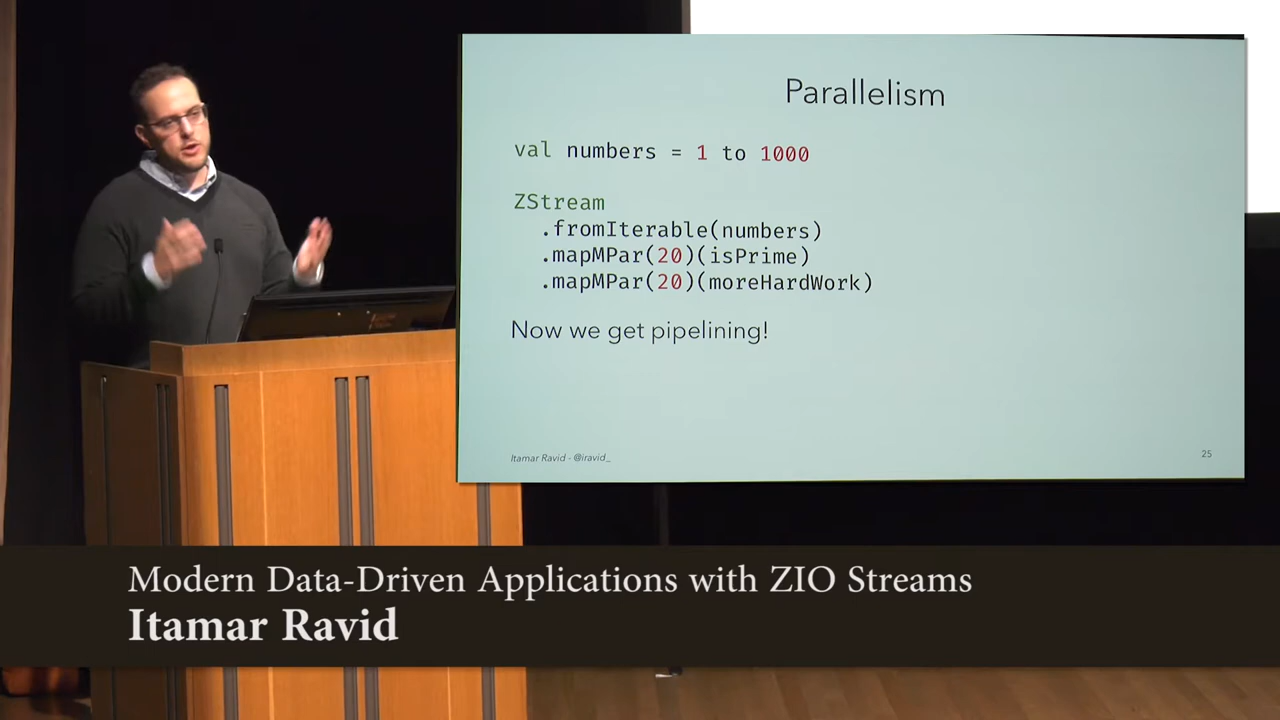 Parallelism
val numbers = 1 to 1000
ZStream
.fromIterable(numbers)
.mapMPar(20)(isPrime)
.mapMPar(20)(moreHardWork)
Now we get pipelining!
Itamar Ravid - @iravid_
25
Modern Data-Driven Applications with ZIO Streams
Itamar Ravid